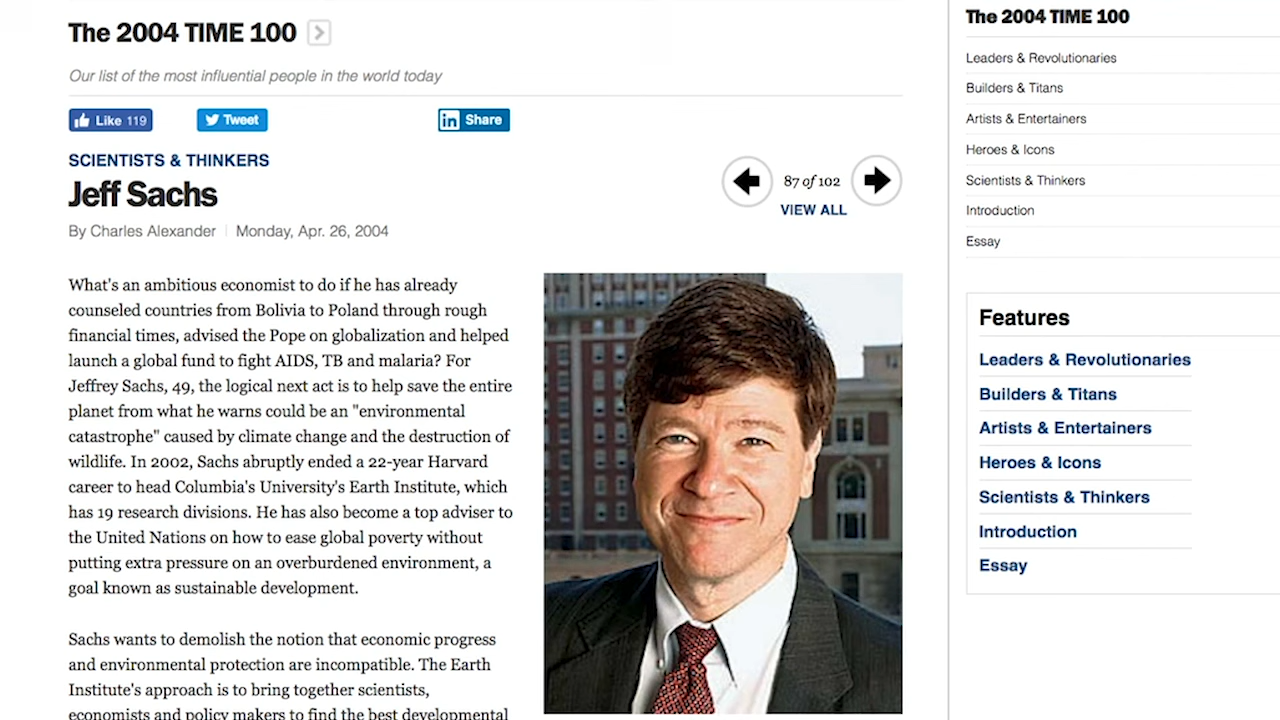 The 2004 TIME 100
Our list of the most influential people in the world today
Like 119
Tweet
in Share
SCIENTISTS & THINKERS
Jeff Sachs
By Charles Alexander | Monday, Apr. 26, 2004
87 of 102
VIEW ALL
What's an ambitious economist to do if he has already
counseled countries from Bolivia to Poland through rough
financial times, advised the Pope on globalization and helped
launch a global fund to fight AIDS, TB and malaria? For
Jeffrey Sachs, 49, the logical next act is to help save the entire
planet from what he warns could be an "environmental
catastrophe" caused by climate change and the destruction of
wildlife. In 2002, Sachs abruptly ended a 22-year Harvard
career to head Columbia's University's Earth Institute, which
has 19 research divisions. He has also become a top adviser to
the United Nations on how to ease global poverty without
putting extra pressure on an overburdened environment, a
goal known as sustainable development.
Sachs wants to demolish the notion that economic progress
and environmental protection are incompatible. The Earth
Institute's approach is to bring together scientists,
economists and policy makers to find the best developmental
The 2004 TIME 100
Leaders & Revolutionaries
Builders & Titans
Artists & Entertainers
Heroes & Icons
Scientists & Thinkers
Introduction
Essay
Features
Leaders & Revolutionaries
Builders & Titans
Artists & Entertainers
Heroes & Icons
Scientists & Thinkers
Introduction
Essay